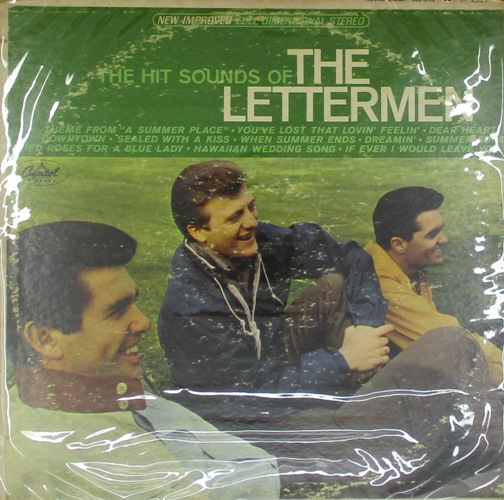 NEW IMPROVED FULL DIMENSIONAL STEREO
THE HIT SOUNDS OF THE
LETTERMEN
THEME FROM "A SUMMER PLACE" • YOU'VE LOST THAT LOVIN' FEELIN' • DEAR HEART
DOWNTOWN • SEALED WITH A KISS • WHEN SUMMER ENDS • DREAMIN' • SUMMER
RED ROSES FOR A BLUE LADY • HAWAIIAN WEDDING SONG • IF EVER I WOULD LEAVE
Capitol